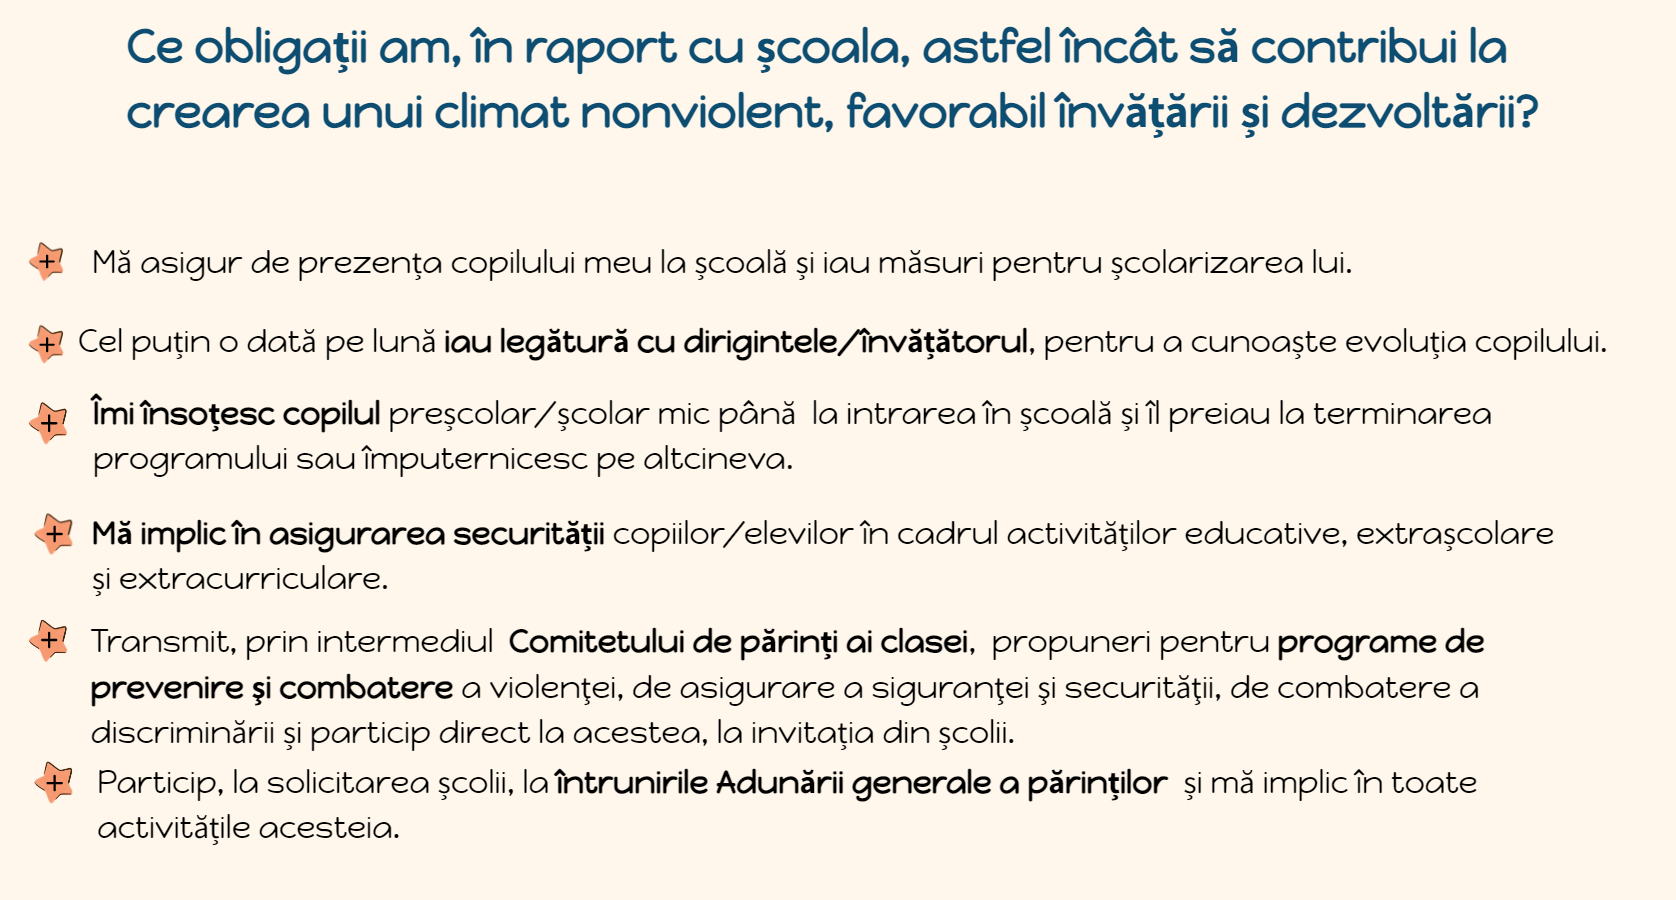 Ce obligații am, în raport cu școala, astfel încât să contribui la
crearea unui climat nonviolent, favorabil învățării și dezvoltării?
Mă asigur de prezența copilului meu la școală și iau măsuri pentru școlarizarea lui.
Cel puțin o dată pe lună iau legătură cu dirigintele/învățătorul, pentru a cunoaște evoluția copilului.
Îmi însoțesc copilul preșcolar/școlar mic până la intrarea în școală și îl preiau la terminarea
programului sau împuternicesc pe altcineva.
Mă implic în asigurarea securității copiilor/elevilor în cadrul activităților educative, extrașcolare
și extracurriculare.
Transmit, prin intermediul Comitetului de părinți ai clasei, propuneri pentru programe de
prevenire şi combatere a violenţei, de asigurare a siguranţei şi securităţii, de combatere a
discriminării și particip direct la acestea, la invitația din școlii.
Particip, la solicitarea școlii, la întrunirile Adunării generale a părinților și mă implic în toate
activitățile acesteia.